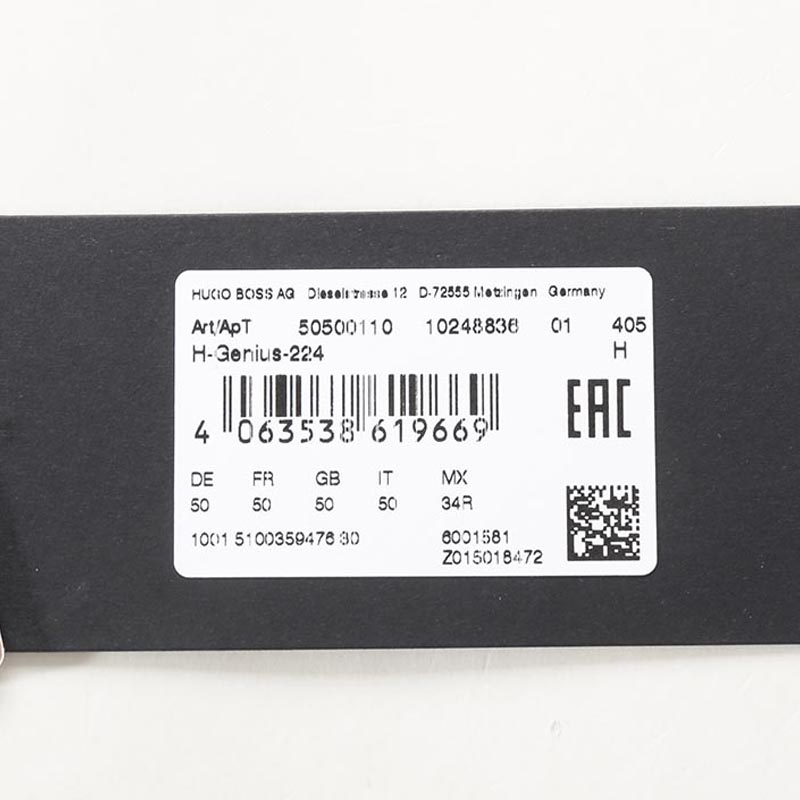 HUGO BOSS AG Dieselstrasse 12 D-72555 Metzingen Germany
Art/ApT 50500110 10248836 01 405
H-Genius-224 H
4 063538 619669
EAC
DE FR GB IT MX
50 50 50 50 34R
1001 5100359476 30 6001581
Z015018472